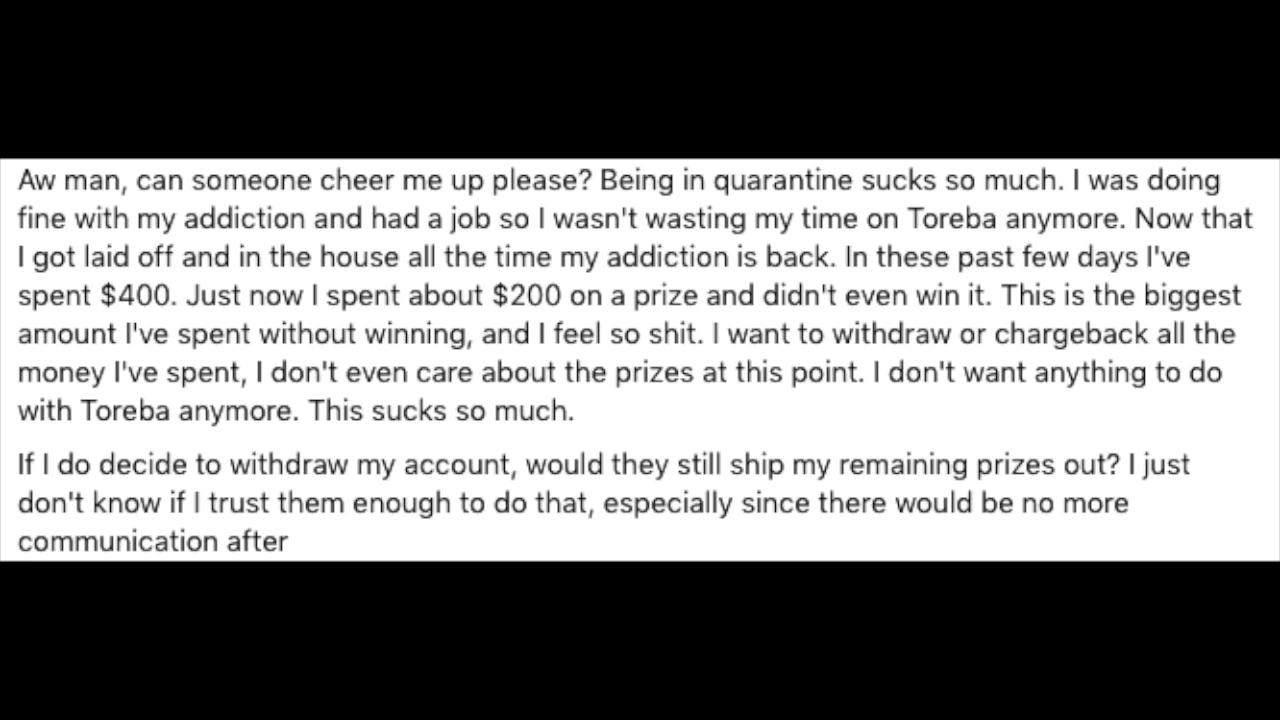 Aw man, can someone cheer me up please? Being in quarantine sucks so much. I was doing
fine with my addiction and had a job so I wasn't wasting my time on Toreba anymore. Now that
I got laid off and in the house all the time my addiction is back. In these past few days I've
spent $400. Just now I spent about $200 on a prize and didn't even win it. This is the biggest
amount I've spent without winning, and I feel so shit. I want to withdraw or chargeback all the
money I've spent, I don't even care about the prizes at this point. I don't want anything to do
with Toreba anymore. This sucks so much.
If I do decide to withdraw my account, would they still ship my remaining prizes out? I just
don't know if I trust them enough to do that, especially since there would be no more
communication after